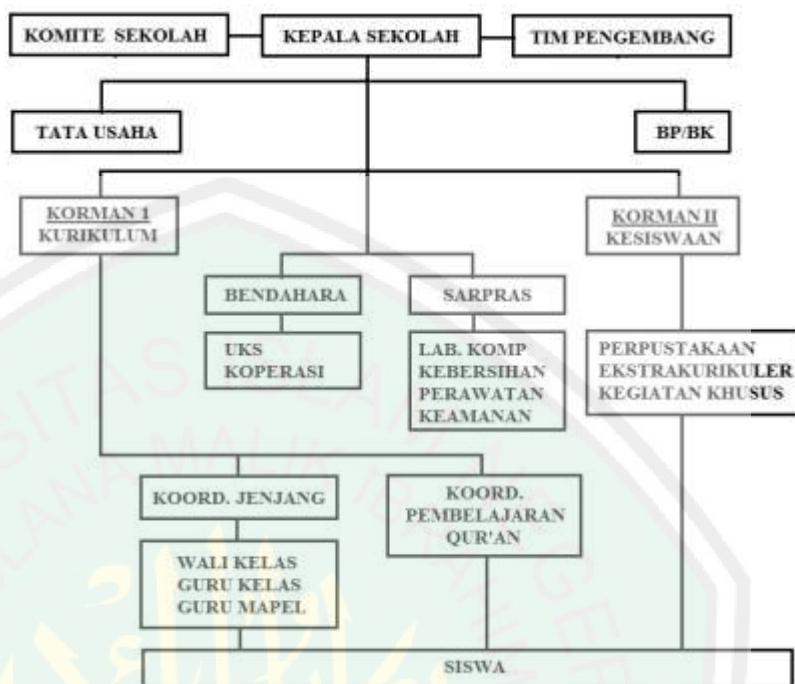 KOMITE SEKOLAH
KEPALA SEKOLAH
TIM PENGEMBANG
TATA USAHA
BP/BK
KORMAN 1
KURIKULUM
KORMAN II
KESISWAAN
BENDAHARA
SARPRAS
UKS
KOPERASI
LAB. KOMP
KEBERSIHAN
PERAWATAN
KEAMANAN
PERPUSTAKAAN
EKSTRAKURIKULER
KEGIATAN KHUSUS
KOORD. JENJANG
KOORD.
PEMBELAJARAN
QUR'AN
WALI KELAS
GURU KELAS
GURU MAPEL
SISWA